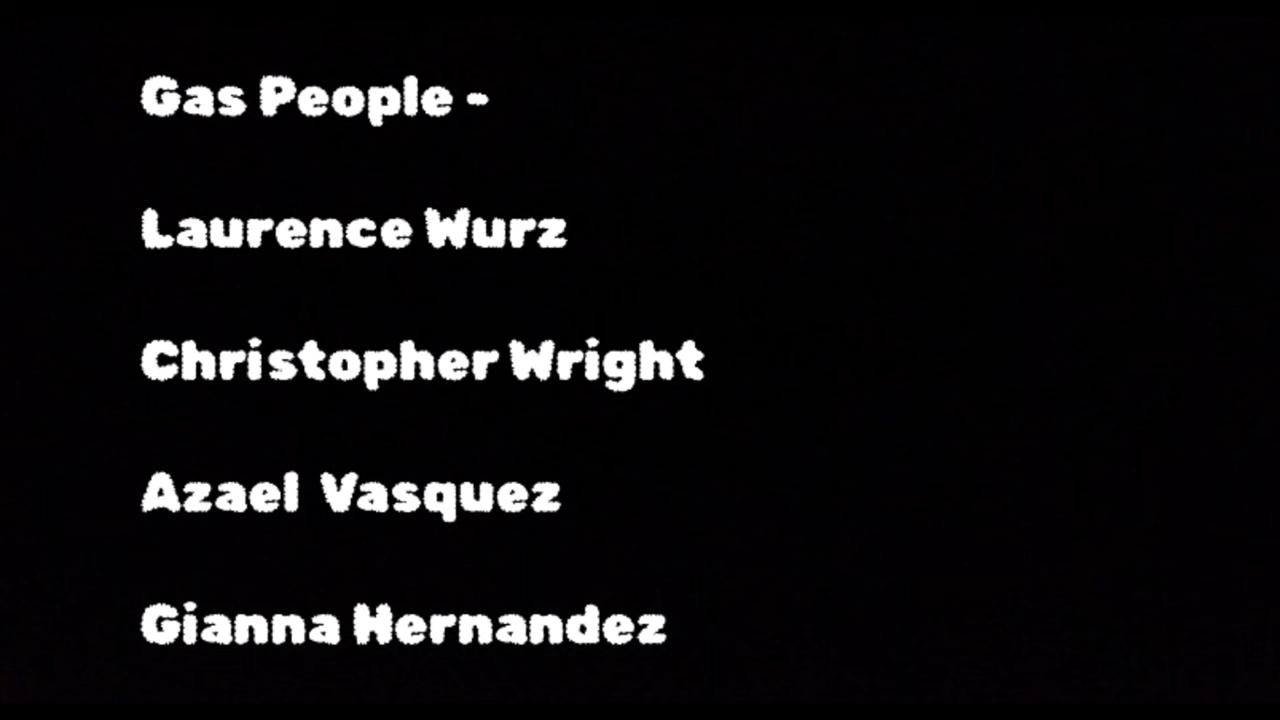 Gas People -
Laurence Wurz
Christopher Wright
Azael Vasquez
Gianna Hernandez